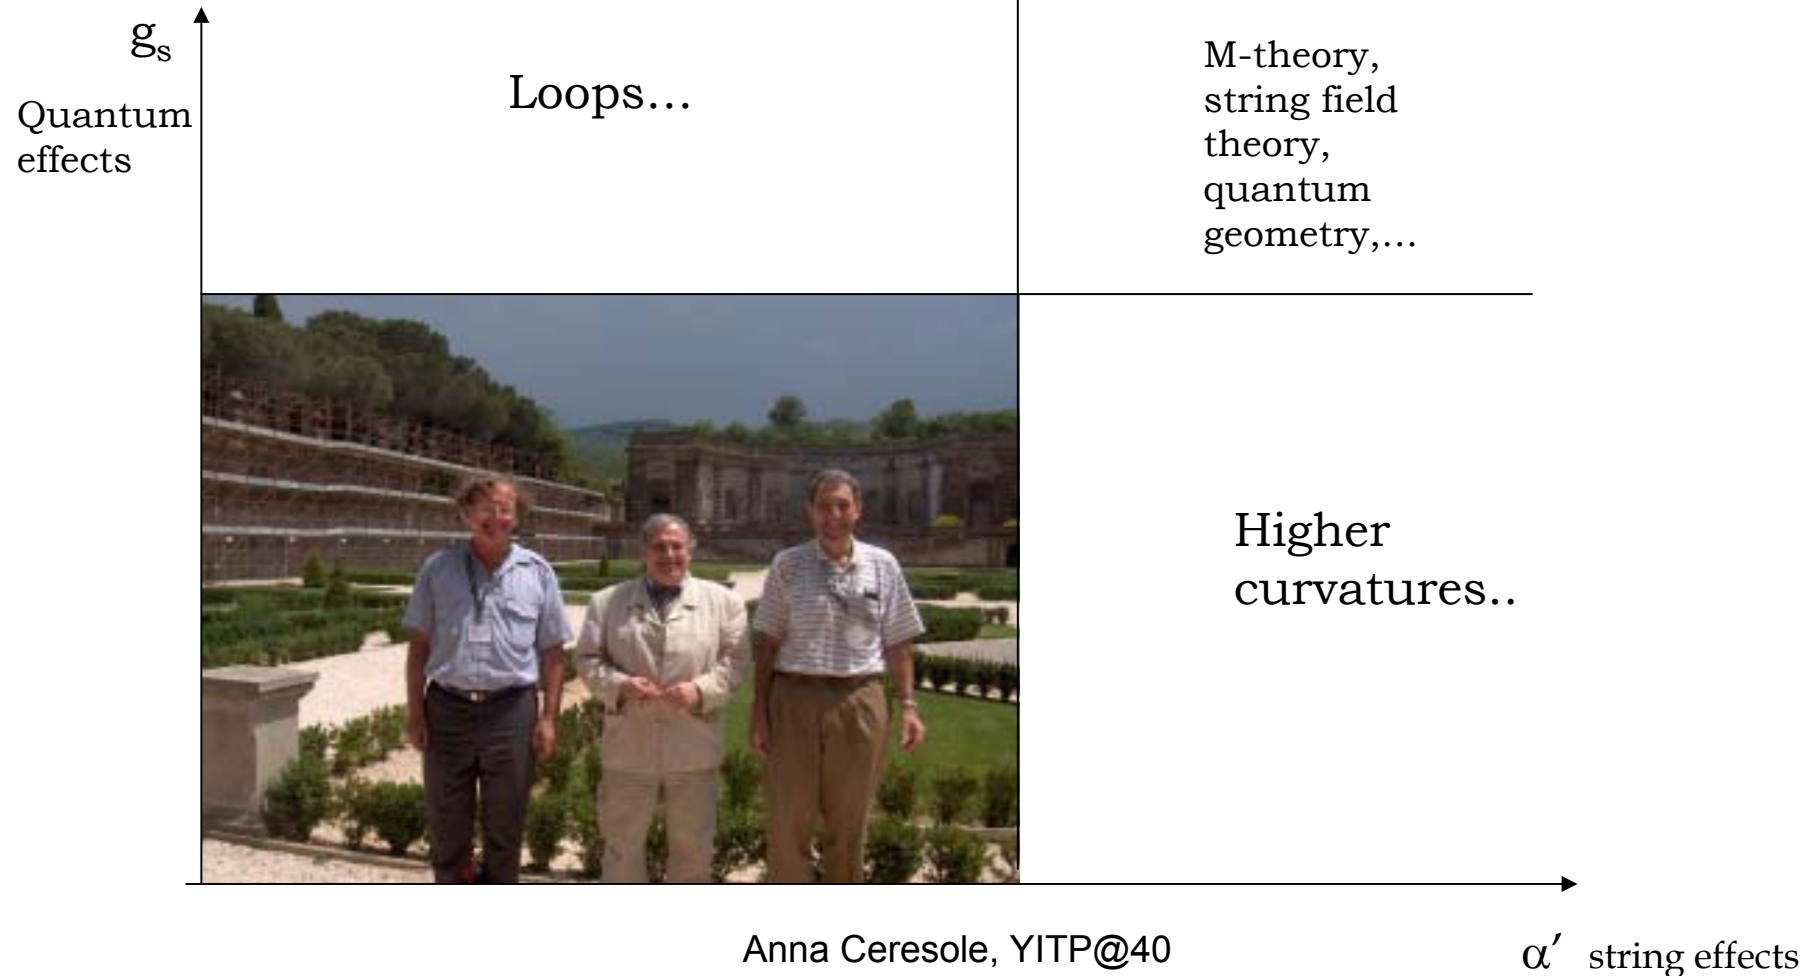 gs
Quantum
effects
Loops...
M-theory,
string field
theory,
quantum
geometry,...
Higher
curvatures..
Anna Ceresole, YITP@40
α′ string effects